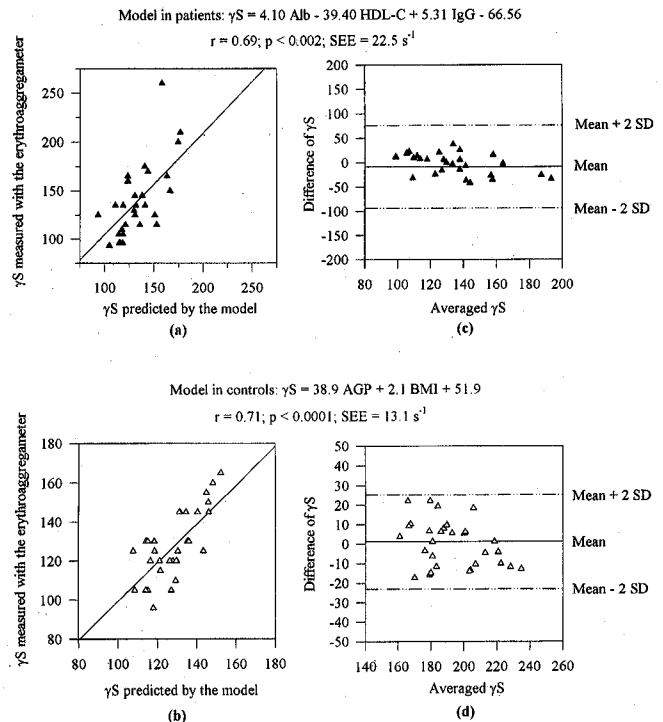 Model in patients: γS = 4.10 Alb - 39.40 HDL-C + 5.31 IgG - 66.56
r = 0.69; p < 0.002; SEE = 22.5 s⁻¹
γS measured with the erythroaggregameter
250
200
150
100
100 150 200 250
γS predicted by the model
(a)
Difference of γS
200
150
100
50
0
-50
-100
-150
-200
80 100 120 140 160 180 200
Averaged γS
(c)
Mean + 2 SD
Mean
Mean - 2 SD
Model in controls: γS = 38.9 AGP + 2.1 BMI + 51.9
r = 0.71; p < 0.0001; SEE = 13.1 s⁻¹
γS measured with the erythroaggregameter
180
160
140
120
100
80
80 100 120 140 160 180
γS predicted by the model
(b)
Difference of γS
50
40
30
20
10
0
-10
-20
-30
-40
-50
140 160 180 200 220 240 260
Averaged γS
(d)
Mean + 2 SD
Mean
Mean - 2 SD